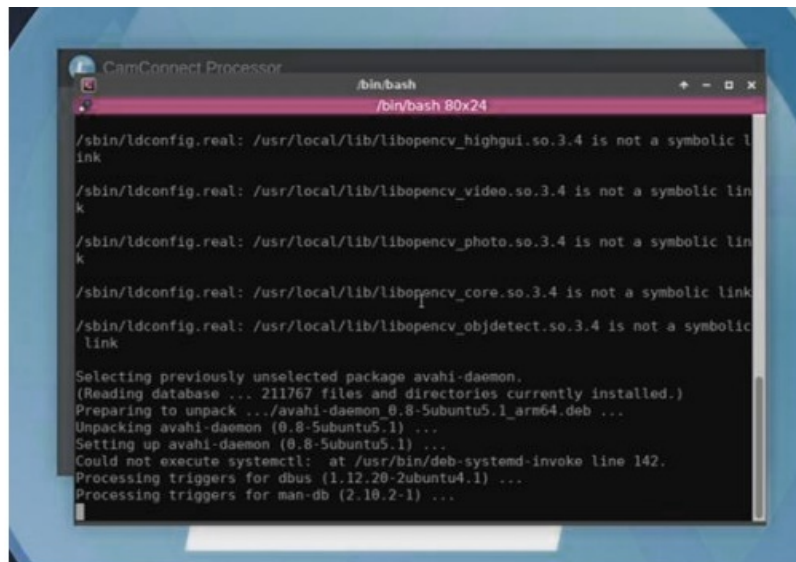 CamConnect Processor
/bin/bash
/bin/bash 80x24
/sbin/ldconfig.real: /usr/local/lib/libopencv_highgui.so.3.4 is not a symbolic l
ink
/sbin/ldconfig.real: /usr/local/lib/libopencv_video.so.3.4 is not a symbolic lin
k
/sbin/ldconfig.real: /usr/local/lib/libopencv_photo.so.3.4 is not a symbolic lin
k
/sbin/ldconfig.real: /usr/local/lib/libopencv_core.so.3.4 is not a symbolic link
/sbin/ldconfig.real: /usr/local/lib/libopencv_objdetect.so.3.4 is not a symbolic
link
Selecting previously unselected package avahi-daemon.
(Reading database ... 211767 files and directories currently installed.)
Preparing to unpack .../avahi-daemon_0.8-5ubuntu5.1_arm64.deb ...
Unpacking avahi-daemon (0.8-5ubuntu5.1) ...
Setting up avahi-daemon (0.8-5ubuntu5.1) ...
Could not execute systemctl:  at /usr/bin/deb-systemd-invoke line 142.
Processing triggers for dbus (1.12.20-2ubuntu4.1) ...
Processing triggers for man-db (2.10.2-1) ...